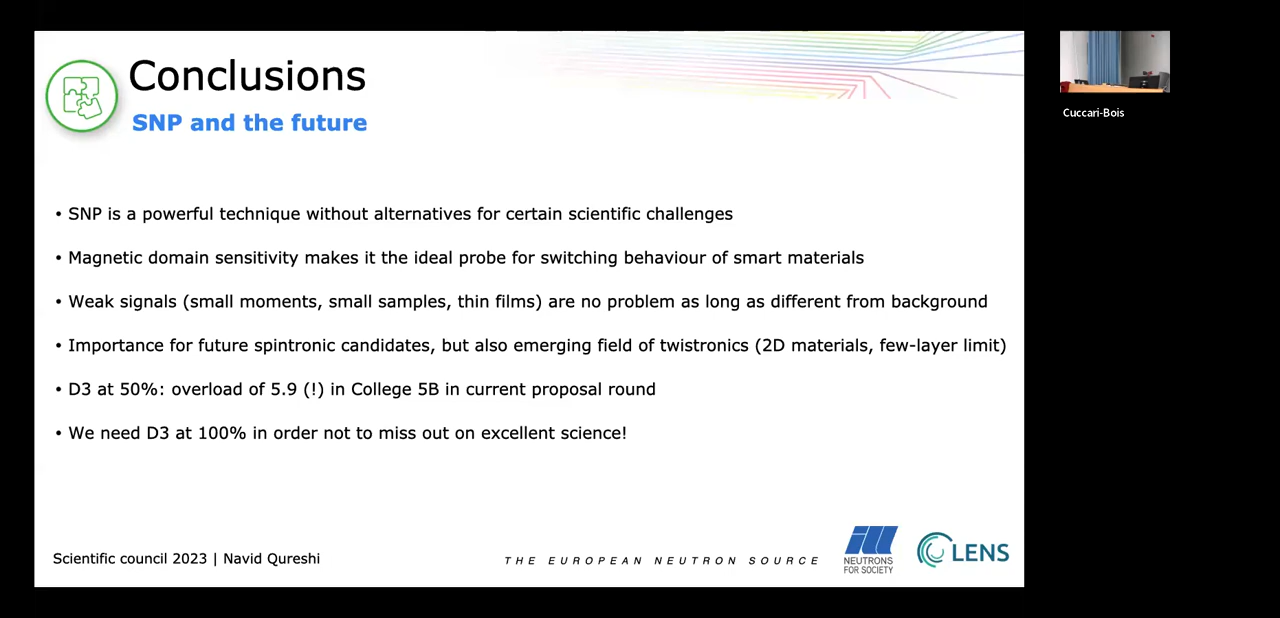 Conclusions
SNP and the future
Cuccari-Bois
• SNP is a powerful technique without alternatives for certain scientific challenges
• Magnetic domain sensitivity makes it the ideal probe for switching behaviour of smart materials
• Weak signals (small moments, small samples, thin films) are no problem as long as different from background
• Importance for future spintronic candidates, but also emerging field of twistronics (2D materials, few-layer limit)
• D3 at 50%: overload of 5.9 (!) in College 5B in current proposal round
• We need D3 at 100% in order not to miss out on excellent science!
Scientific council 2023 | Navid Qureshi
THE EUROPEAN NEUTRON SOURCE
ill
NEUTRONS
FOR SOCIETY
LENS